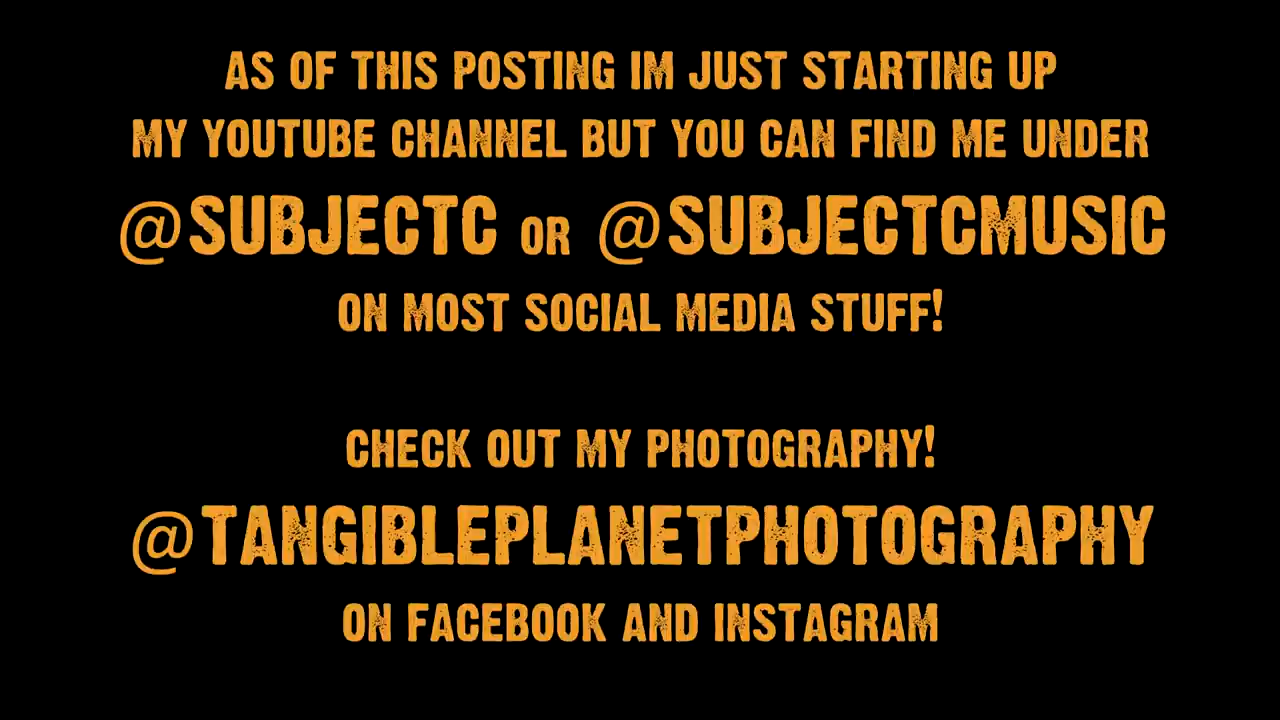 AS OF THIS POSTING IM JUST STARTING UP
MY YOUTUBE CHANNEL BUT YOU CAN FIND ME UNDER
@SUBJECTC OR @SUBJECTCMUSIC
ON MOST SOCIAL MEDIA STUFF!
CHECK OUT MY PHOTOGRAPHY!
@TANGIBLEPLANETPHOTOGRAPHY
ON FACEBOOK AND INSTAGRAM